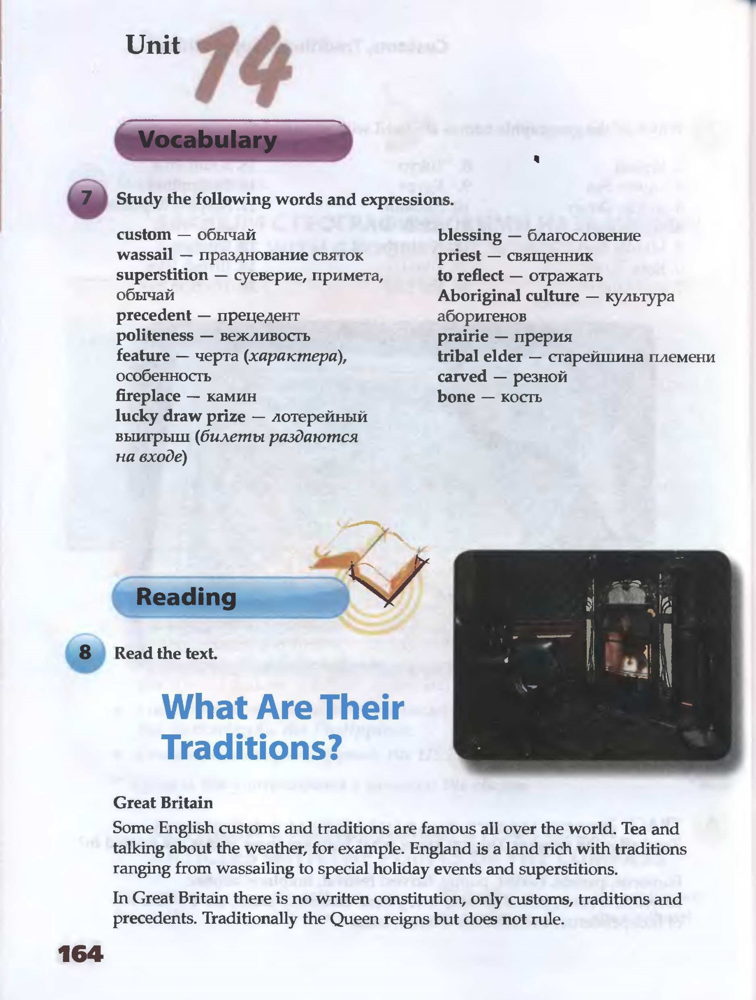 Unit 14
Vocabulary
7 Study the following words and expressions.
custom — обычай
wassail — празднование святок
superstition — суеверие, примета,
обычай
precedent — прецедент
politeness — вежливость
feature — черта (характера),
особенность
fireplace — камин
lucky draw prize — лотерейный
выигрыш (билеты раздаются
на входе)
blessing — благословение
priest — священник
to reflect — отражать
Aboriginal culture — культура
аборигенов
prairie — прерия
tribal elder — старейшина племени
carved — резной
bone — кость
Reading
8 Read the text.
What Are Their
Traditions?
Great Britain
Some English customs and traditions are famous all over the world. Tea and
talking about the weather, for example. England is a land rich with traditions
ranging from wassailing to special holiday events and superstitions.
In Great Britain there is no written constitution, only customs, traditions and
precedents. Traditionally the Queen reigns but does not rule.
164